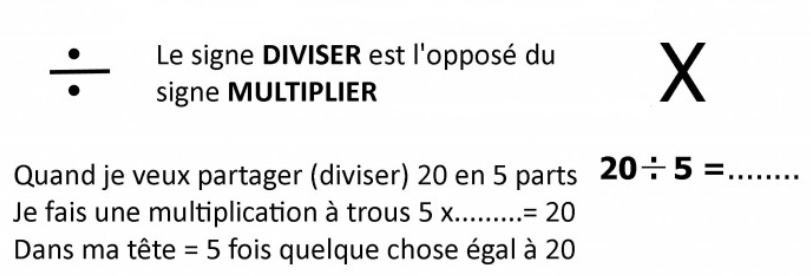 ÷ Le signe DIVISER est l'opposé du X
signe MULTIPLIER
Quand je veux partager (diviser) 20 en 5 parts 20÷5 =........
Je fais une multiplication à trous 5 x.........= 20
Dans ma tête = 5 fois quelque chose égal à 20